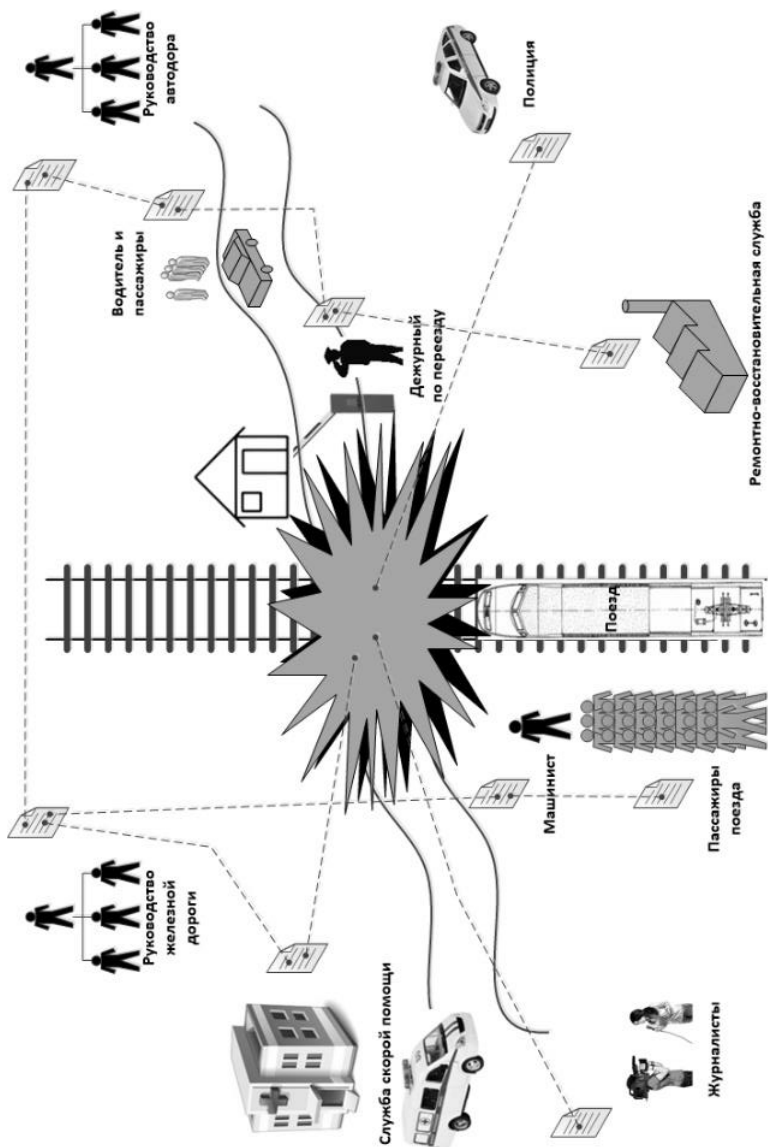 Руководство
железной
дороги
Руководство
автодора
Служба скорой помощи
Водитель и
пассажиры
Дежурный
по переезду
Полиция
Журналисты
Машинист
Пассажиры
поезда
Поезд
Ремонтно-восстановительная служба